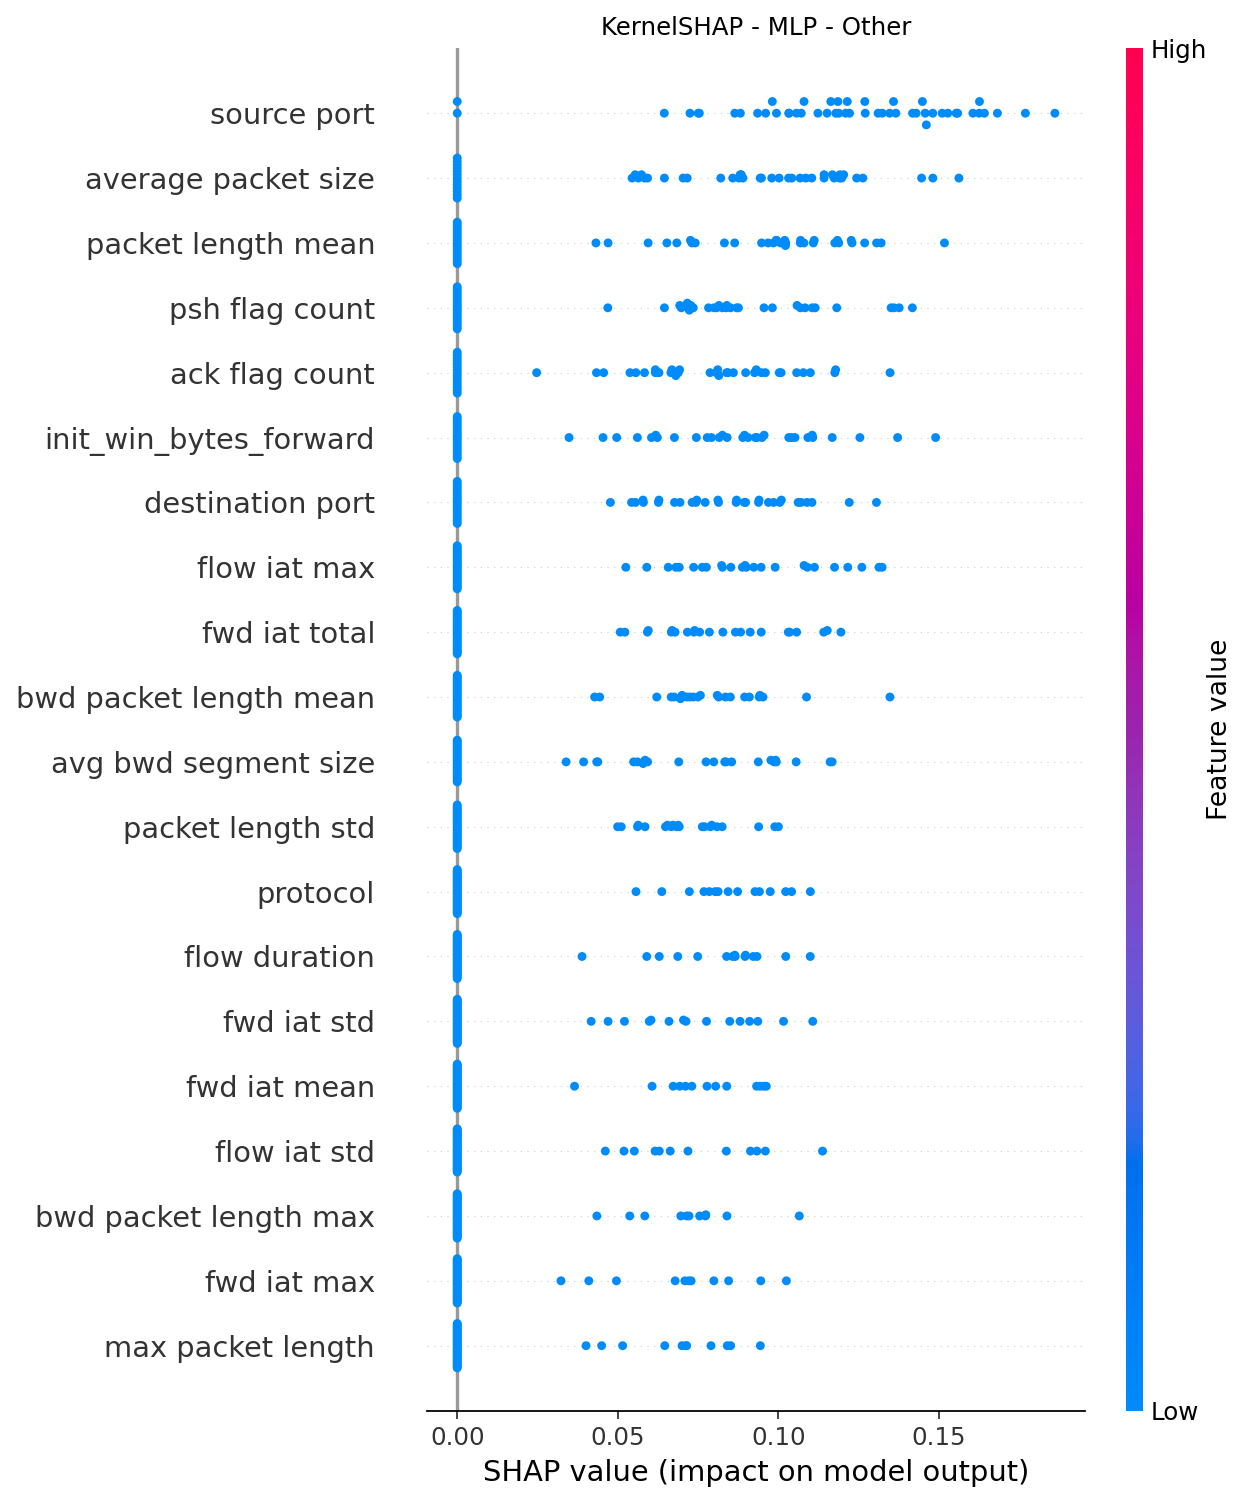 KernelSHAP - MLP - Other
High
source port
average packet size
packet length mean
psh flag count
ack flag count
init_win_bytes_forward
destination port
flow iat max
fwd iat total
bwd packet length mean
avg bwd segment size
packet length std
protocol
flow duration
fwd iat std
fwd iat mean
flow iat std
bwd packet length max
fwd iat max
max packet length
Feature value
Low
0.00 0.05 0.10 0.15
SHAP value (impact on model output)